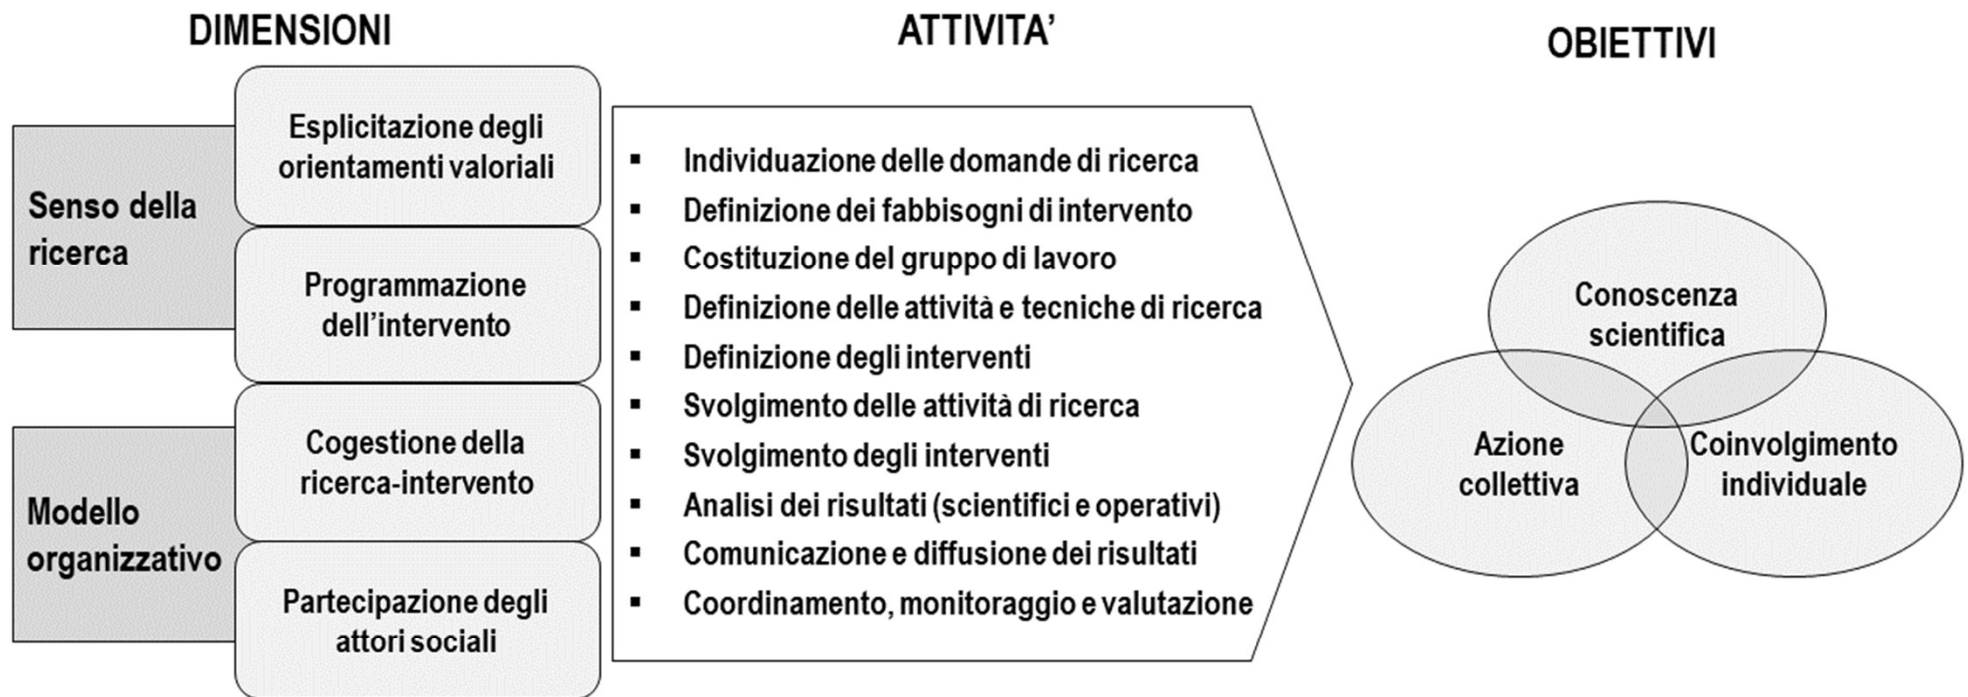 DIMENSIONI
Senso della
ricerca
Modello
organizzativo
Esplicitazione degli
orientamenti valoriali
Programmazione
dell'intervento
Cogestione della
ricerca-intervento
Partecipazione degli
attori sociali
ATTIVITA'
▪ Individuazione delle domande di ricerca
▪ Definizione dei fabbisogni di intervento
▪ Costituzione del gruppo di lavoro
▪ Definizione delle attività e tecniche di ricerca
▪ Definizione degli interventi
▪ Svolgimento delle attività di ricerca
▪ Svolgimento degli interventi
▪ Analisi dei risultati (scientifici e operativi)
▪ Comunicazione e diffusione dei risultati
▪ Coordinamento, monitoraggio e valutazione
OBIETTIVI
Conoscenza
scientifica
Azione
collettiva
Coinvolgimento
individuale